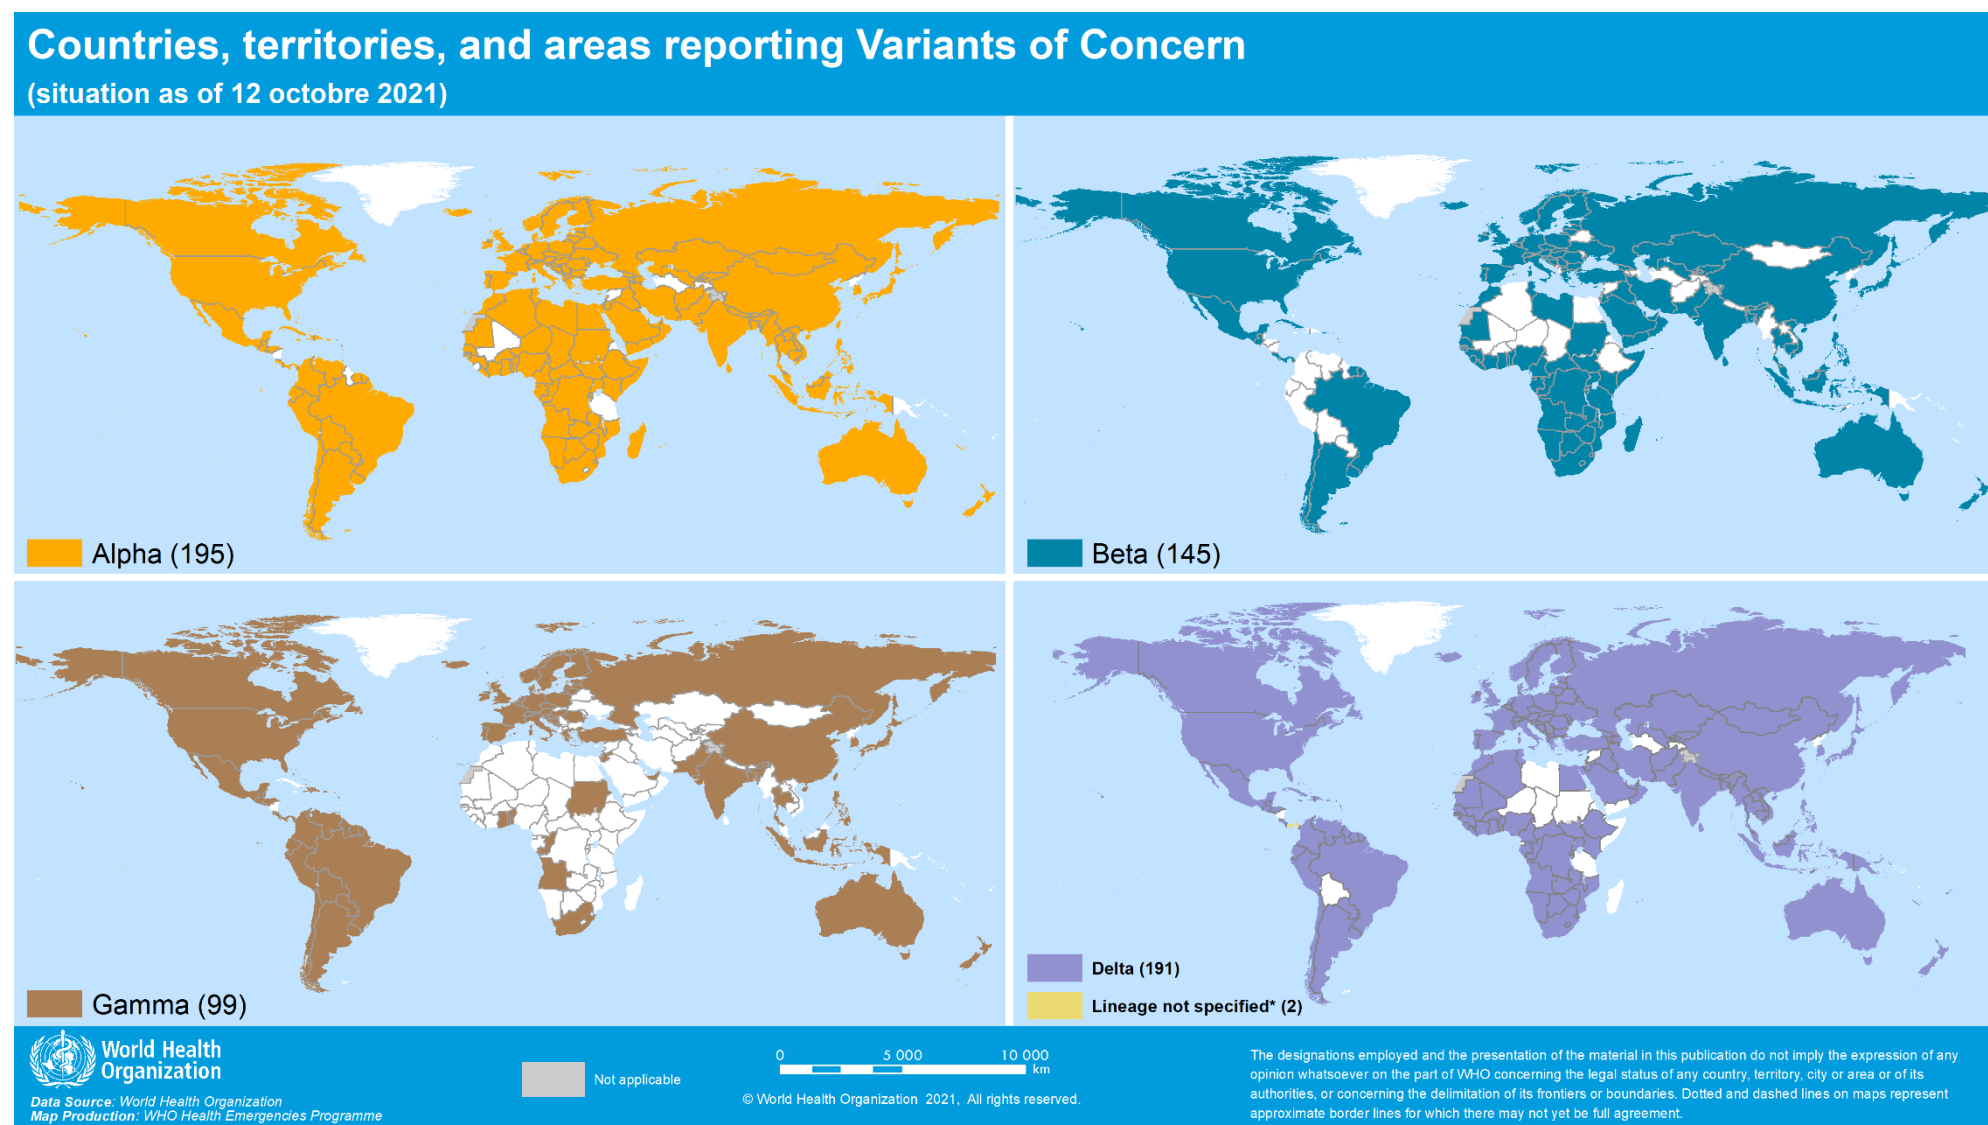 Countries, territories, and areas reporting Variants of Concern
(situation as of 12 octobre 2021)
Alpha (195)
Beta (145)
Gamma (99)
Delta (191)
Lineage not specified* (2)
World Health
Organization
Data Source: World Health Organization
Map Production: WHO Health Emergencies Programme
Not applicable
0 5 000 10 000
km
© World Health Organization 2021, All rights reserved.
The designations employed and the presentation of the material in this publication do not imply the expression of any
opinion whatsoever on the part of WHO concerning the legal status of any country, territory, city or area or of its
authorities, or concerning the delimitation of its frontiers or boundaries. Dotted and dashed lines on maps represent
approximate border lines for which there may not yet be full agreement.